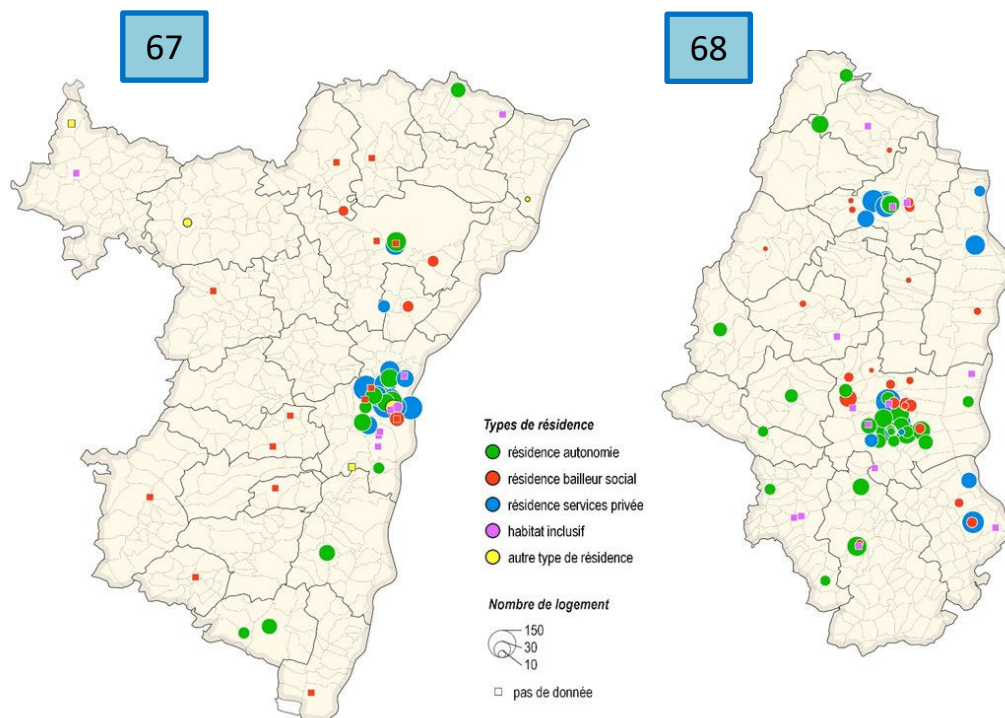 67
68
Types de résidence
résidence autonomie
résidence bailleur social
résidence services privée
habitat inclusif
autre type de résidence
Nombre de logement
150
30
10
pas de donnée